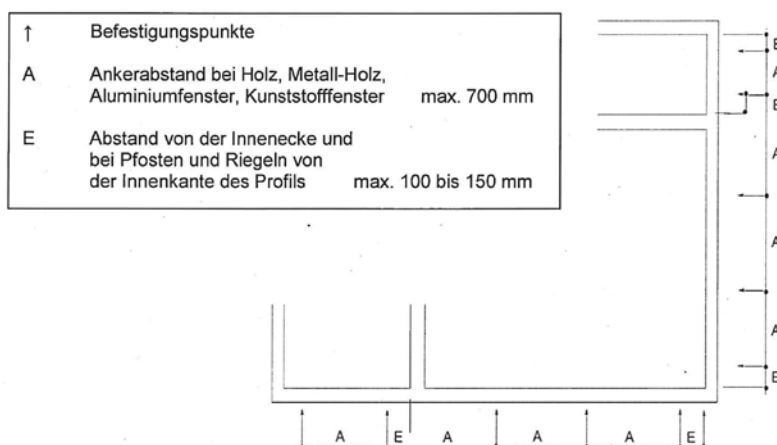 ↑ Befestigungspunkte
A Ankerabstand bei Holz, Metall-Holz,
Aluminiumfenster, Kunststofffenster max. 700 mm
E Abstand von der Innenecke und
bei Pfosten und Riegeln von
der Innenkante des Profils max. 100 bis 150 mm
E
A
E
A
A
A
E
A E A A A E